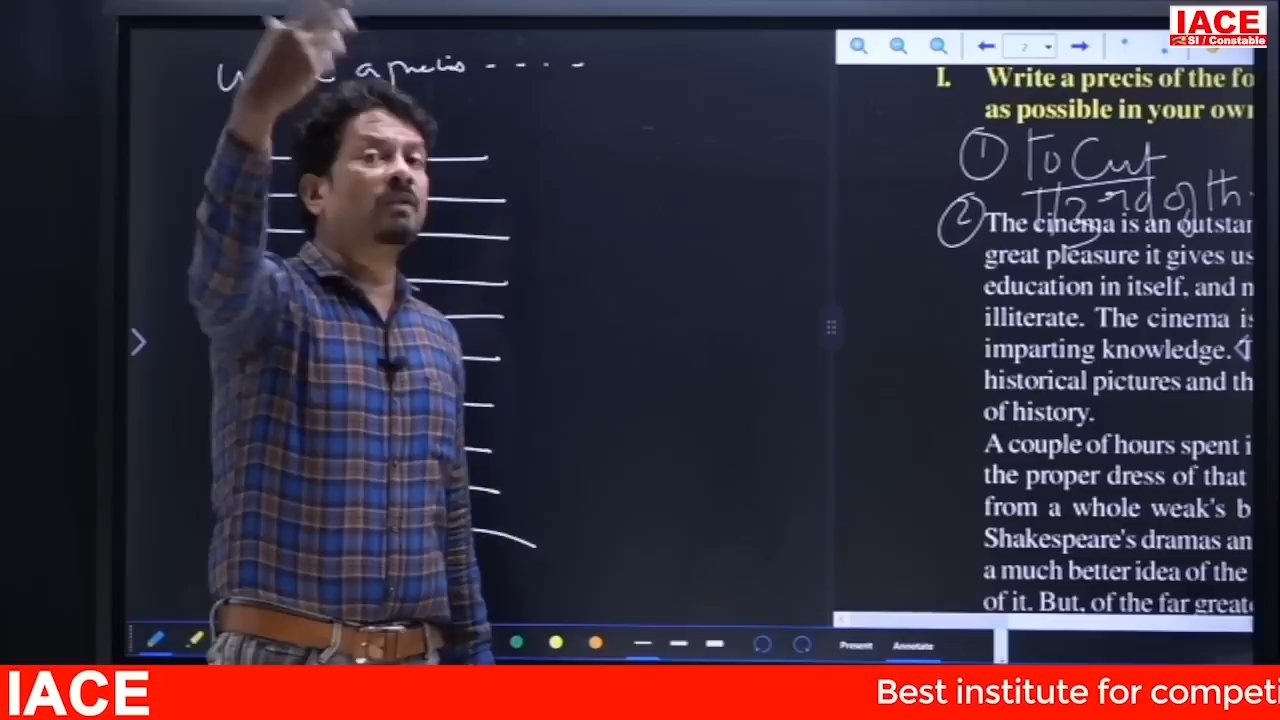 IACE
SI / Constable
a precis - - - -
2
I. Write a precis of the fo
as possible in your own
① To Cut
② 1/3rd of th
The cinema is an outstan
great pleasure it gives us
education in itself, and m
illiterate. The cinema is
imparting knowledge. T
historical pictures and th
of history.
A couple of hours spent i
the proper dress of that
from a whole weak's b
Shakespeare's dramas an
a much better idea of the
of it. But, of the far great
Present Annotate
IACE Best institute for competi